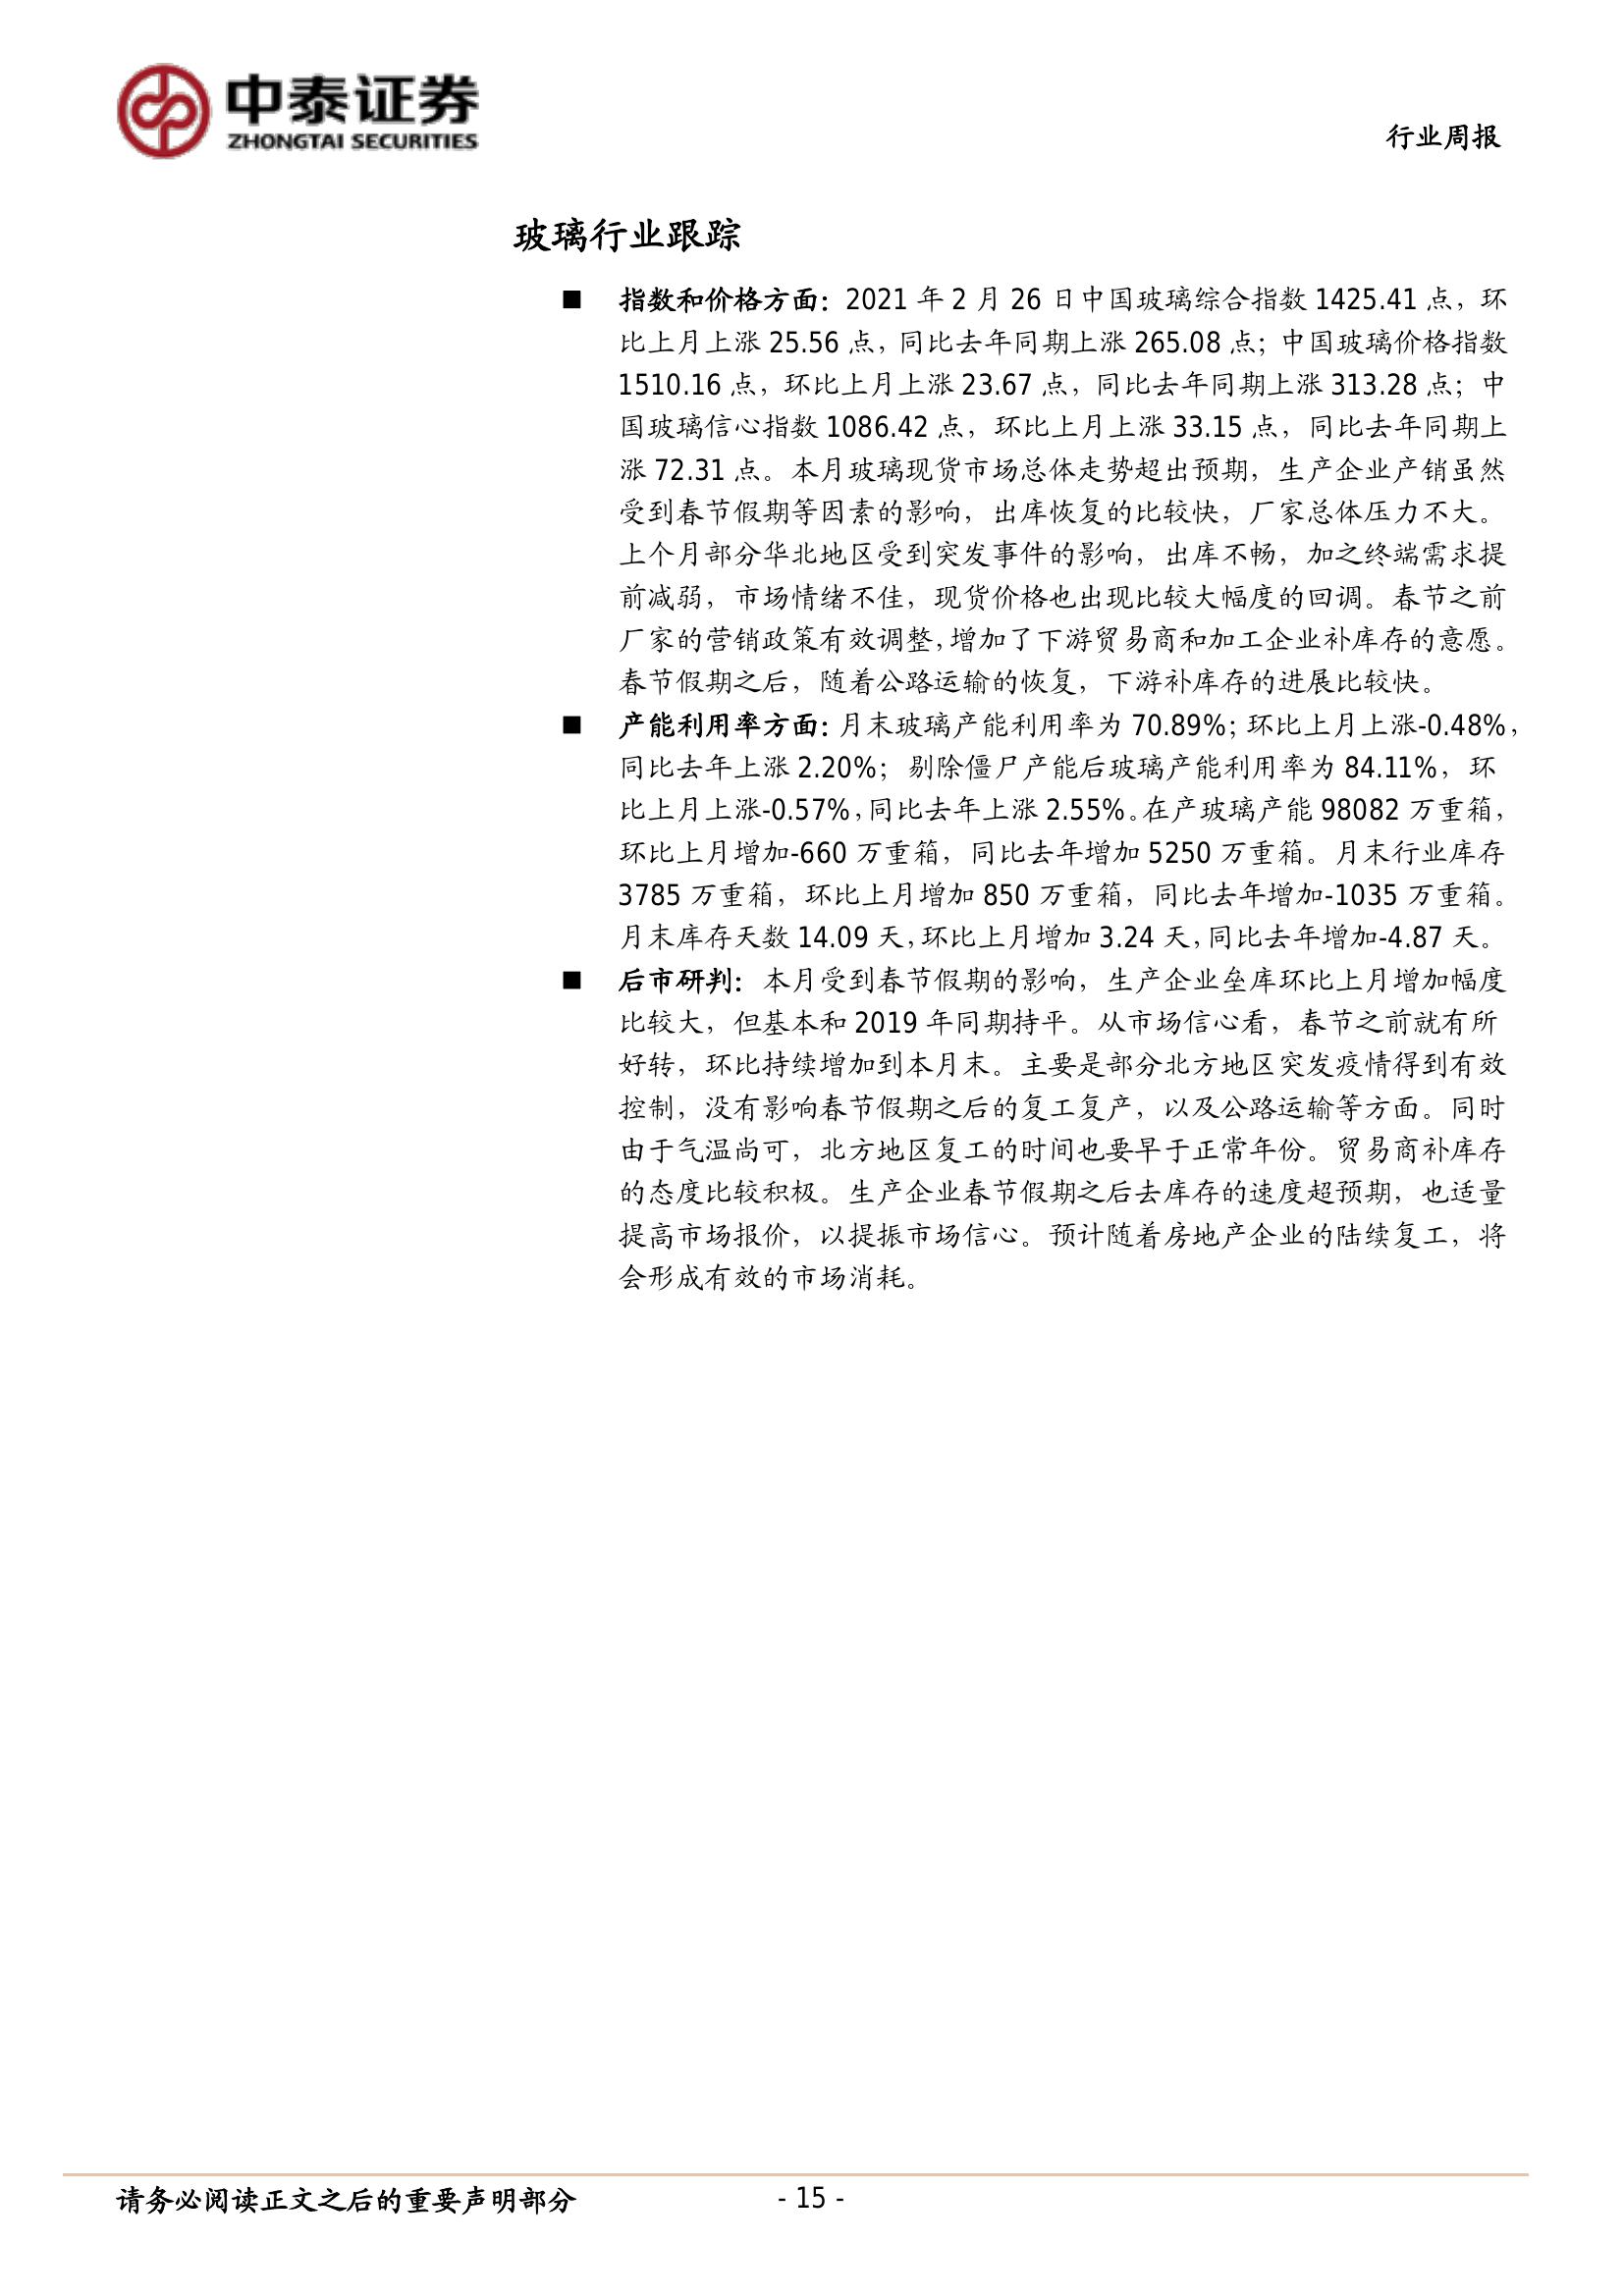 中泰证券
ZHONGTAI SECURITIES
行业周报
玻璃行业跟踪
■ 指数和价格方面：2021 年 2 月 26 日中国玻璃综合指数 1425.41 点，环
比上月上涨 25.56 点，同比去年同期上涨 265.08 点；中国玻璃价格指数
1510.16 点，环比上月上涨 23.67 点，同比去年同期上涨 313.28 点；中
国玻璃信心指数 1086.42 点，环比上月上涨 33.15 点，同比去年同期上
涨 72.31 点。本月玻璃现货市场总体走势超出预期，生产企业产销虽然
受到春节假期等因素的影响，出库恢复的比较快，厂家总体压力不大。
上个月部分华北地区受到突发事件的影响，出库不畅，加之终端需求提
前减弱，市场情绪不佳，现货价格也出现比较大幅度的回调。春节之前
厂家的营销政策有效调整，增加了下游贸易商和加工企业补库存的意愿。
春节假期之后，随着公路运输的恢复，下游补库存的进展比较快。
■ 产能利用率方面：月末玻璃产能利用率为 70.89%；环比上月上涨-0.48%，
同比去年上涨 2.20%；剔除僵尸产能后玻璃产能利用率为 84.11%，环
比上月上涨-0.57%，同比去年上涨 2.55%。在产玻璃产能 98082 万重箱，
环比上月增加-660 万重箱，同比去年增加 5250 万重箱。月末行业库存
3785 万重箱，环比上月增加 850 万重箱，同比去年增加-1035 万重箱。
月末库存天数 14.09 天，环比上月增加 3.24 天，同比去年增加-4.87 天。
■ 后市研判：本月受到春节假期的影响，生产企业垒库环比上月增加幅度
比较大，但基本和 2019 年同期持平。从市场信心看，春节之前就有所
好转，环比持续增加到本月末。主要是部分北方地区突发疫情得到有效
控制，没有影响春节假期之后的复工复产，以及公路运输等方面。同时
由于气温尚可，北方地区复工的时间也要早于正常年份。贸易商补库存
的态度比较积极。生产企业春节假期之后去库存的速度超预期，也适量
提高市场报价，以提振市场信心。预计随着房地产企业的陆续复工，将
会形成有效的市场消耗。
请务必阅读正文之后的重要声明部分
- 15 -